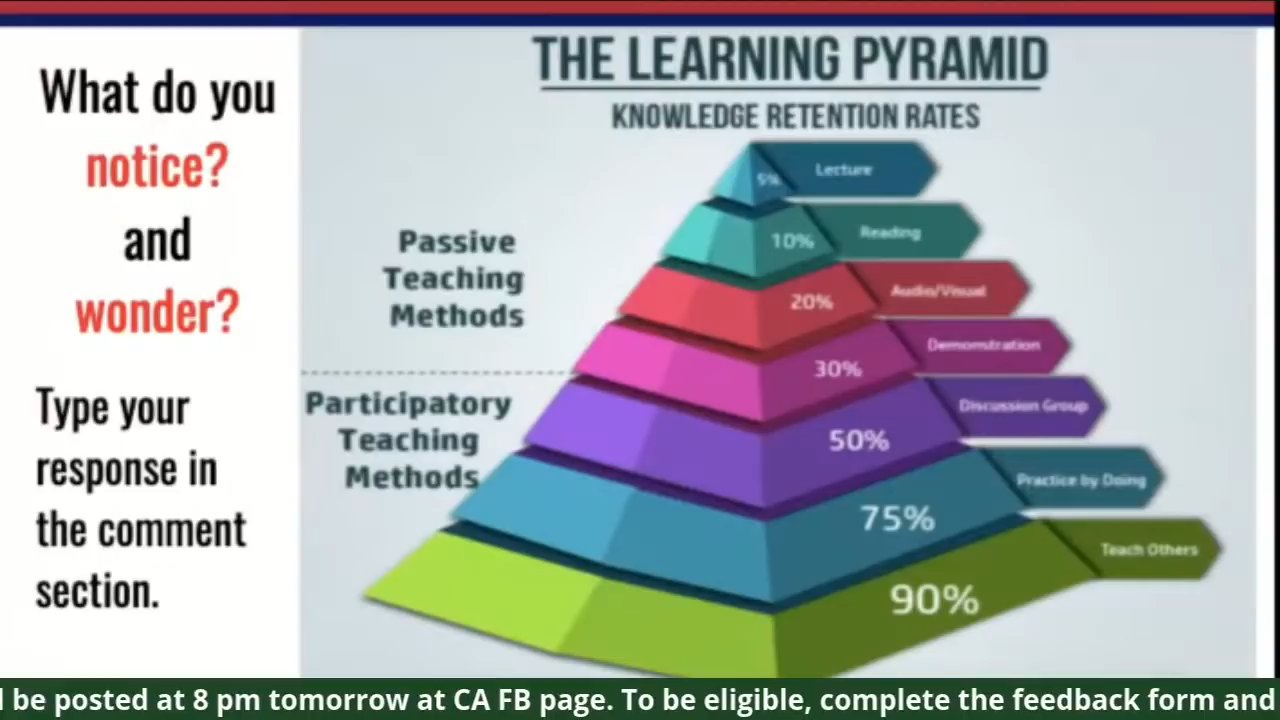 What do you
notice?
and
wonder?
Type your
response in
the comment
section.
THE LEARNING PYRAMID
KNOWLEDGE RETENTION RATES
Passive
Teaching
Methods
Participatory
Teaching
Methods
5% Lecture
10% Reading
20% Audio/Visual
30% Demonstration
50% Discussion Group
75% Practice by Doing
90% Teach Others
be posted at 8 pm tomorrow at CA FB page. To be eligible, complete the feedback form and